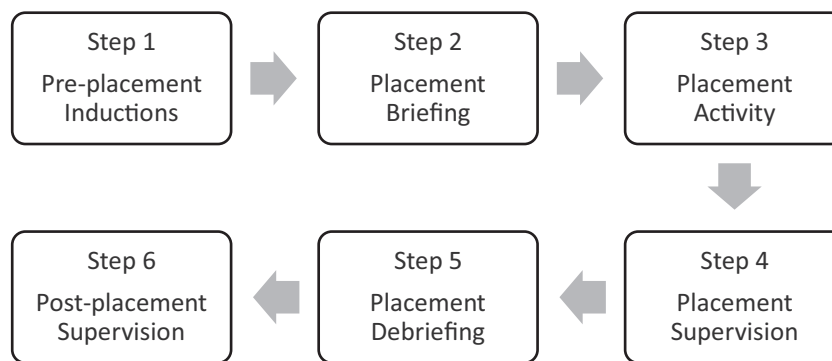 Step 1
Pre-placement
Inductions
Step 2
Placement
Briefing
Step 3
Placement
Activity
Step 4
Placement
Supervision
Step 5
Placement
Debriefing
Step 6
Post-placement
Supervision